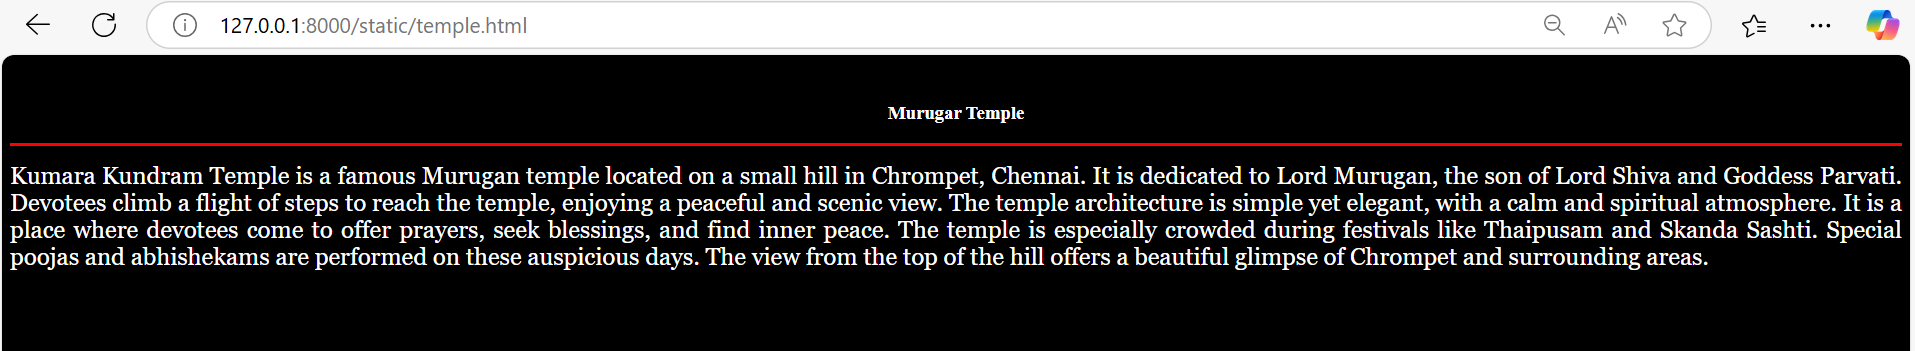 127.0.0.1:8000/static/temple.html
Murugar Temple
Kumara Kundram Temple is a famous Murugan temple located on a small hill in Chrompet, Chennai. It is dedicated to Lord Murugan, the son of Lord Shiva and Goddess Parvati.
Devotees climb a flight of steps to reach the temple, enjoying a peaceful and scenic view. The temple architecture is simple yet elegant, with a calm and spiritual atmosphere. It is a
place where devotees come to offer prayers, seek blessings, and find inner peace. The temple is especially crowded during festivals like Thaipusam and Skanda Sashti. Special
poojas and abhishekams are performed on these auspicious days. The view from the top of the hill offers a beautiful glimpse of Chrompet and surrounding areas.